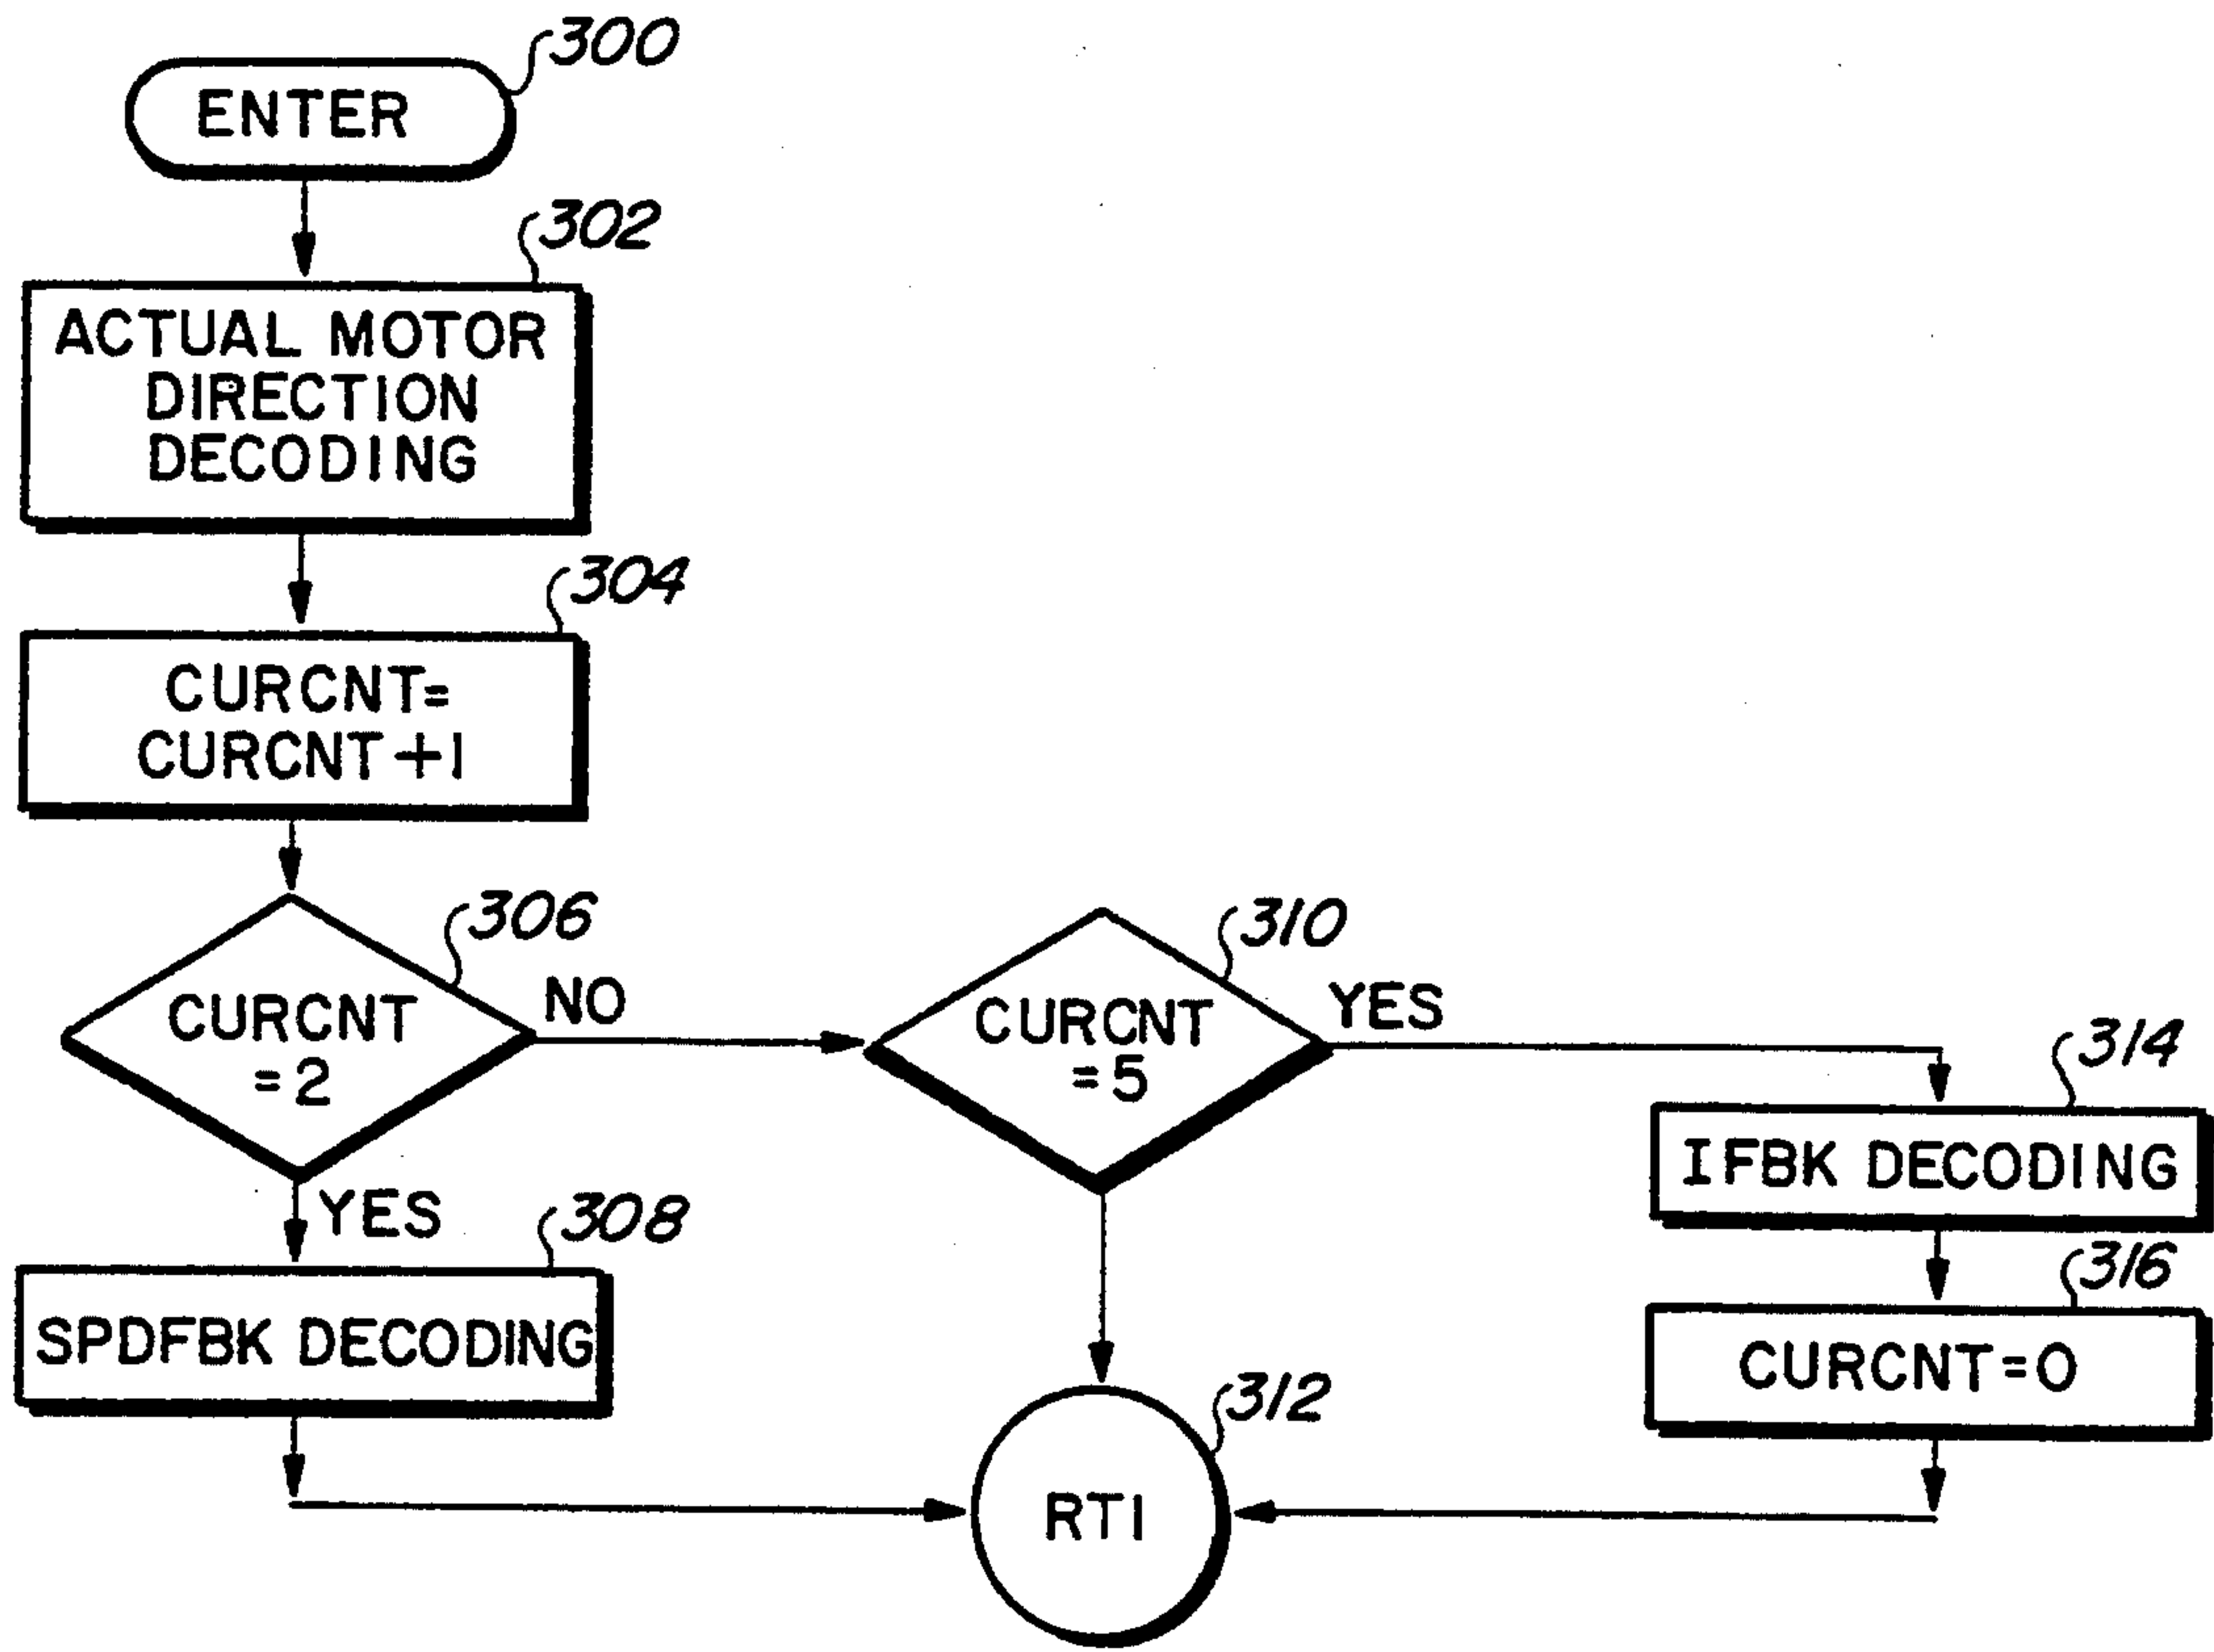 300
ENTER
302
ACTUAL MOTOR
DIRECTION
DECODING
304
CURCNT=
CURCNT+1
306
CURCNT
=2
NO
YES
310
CURCNT
=5
YES
308
SPDFBK DECODING
314
IFBK DECODING
316
CURCNT=0
312
RTI